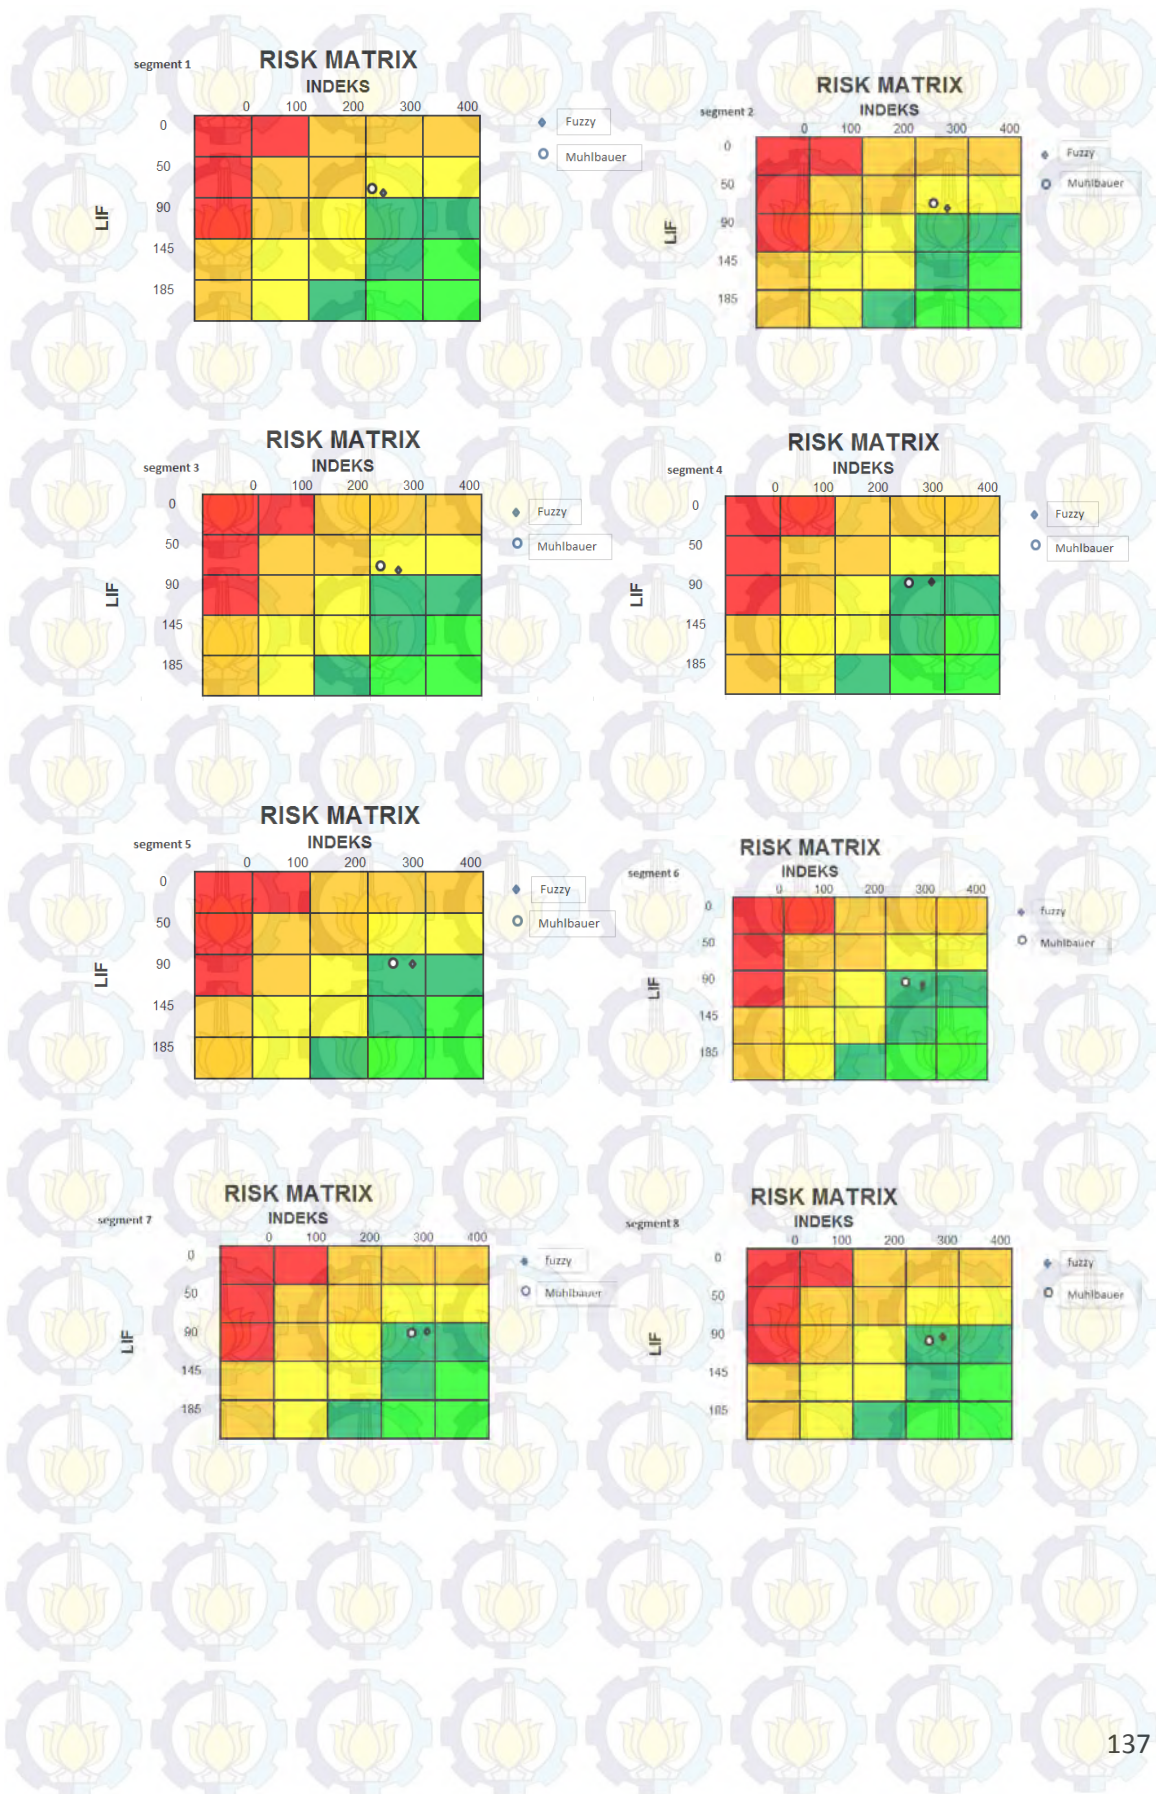 segment 1
RISK MATRIX
INDEKS
0 100 200 300 400
0
50
90
145
185
LIF
Fuzzy
Muhlbauer
segment 2
RISK MATRIX
INDEKS
0 100 200 300 400
0
50
90
145
185
LIF
Fuzzy
Muhlbauer
segment 3
RISK MATRIX
INDEKS
0 100 200 300 400
0
50
90
145
185
LIF
Fuzzy
Muhlbauer
segment 4
RISK MATRIX
INDEKS
0 100 200 300 400
0
50
90
145
185
LIF
Fuzzy
Muhlbauer
segment 5
RISK MATRIX
INDEKS
0 100 200 300 400
0
50
90
145
185
LIF
Fuzzy
Muhlbauer
segment 6
RISK MATRIX
INDEKS
0 100 200 300 400
0
50
90
145
185
LIF
fuzzy
Muhlbauer
segment 7
RISK MATRIX
INDEKS
0 100 200 300 400
0
50
90
145
185
LIF
fuzzy
Muhlbauer
segment 8
RISK MATRIX
INDEKS
0 100 200 300 400
0
50
90
145
185
LIF
fuzzy
Muhlbauer
137